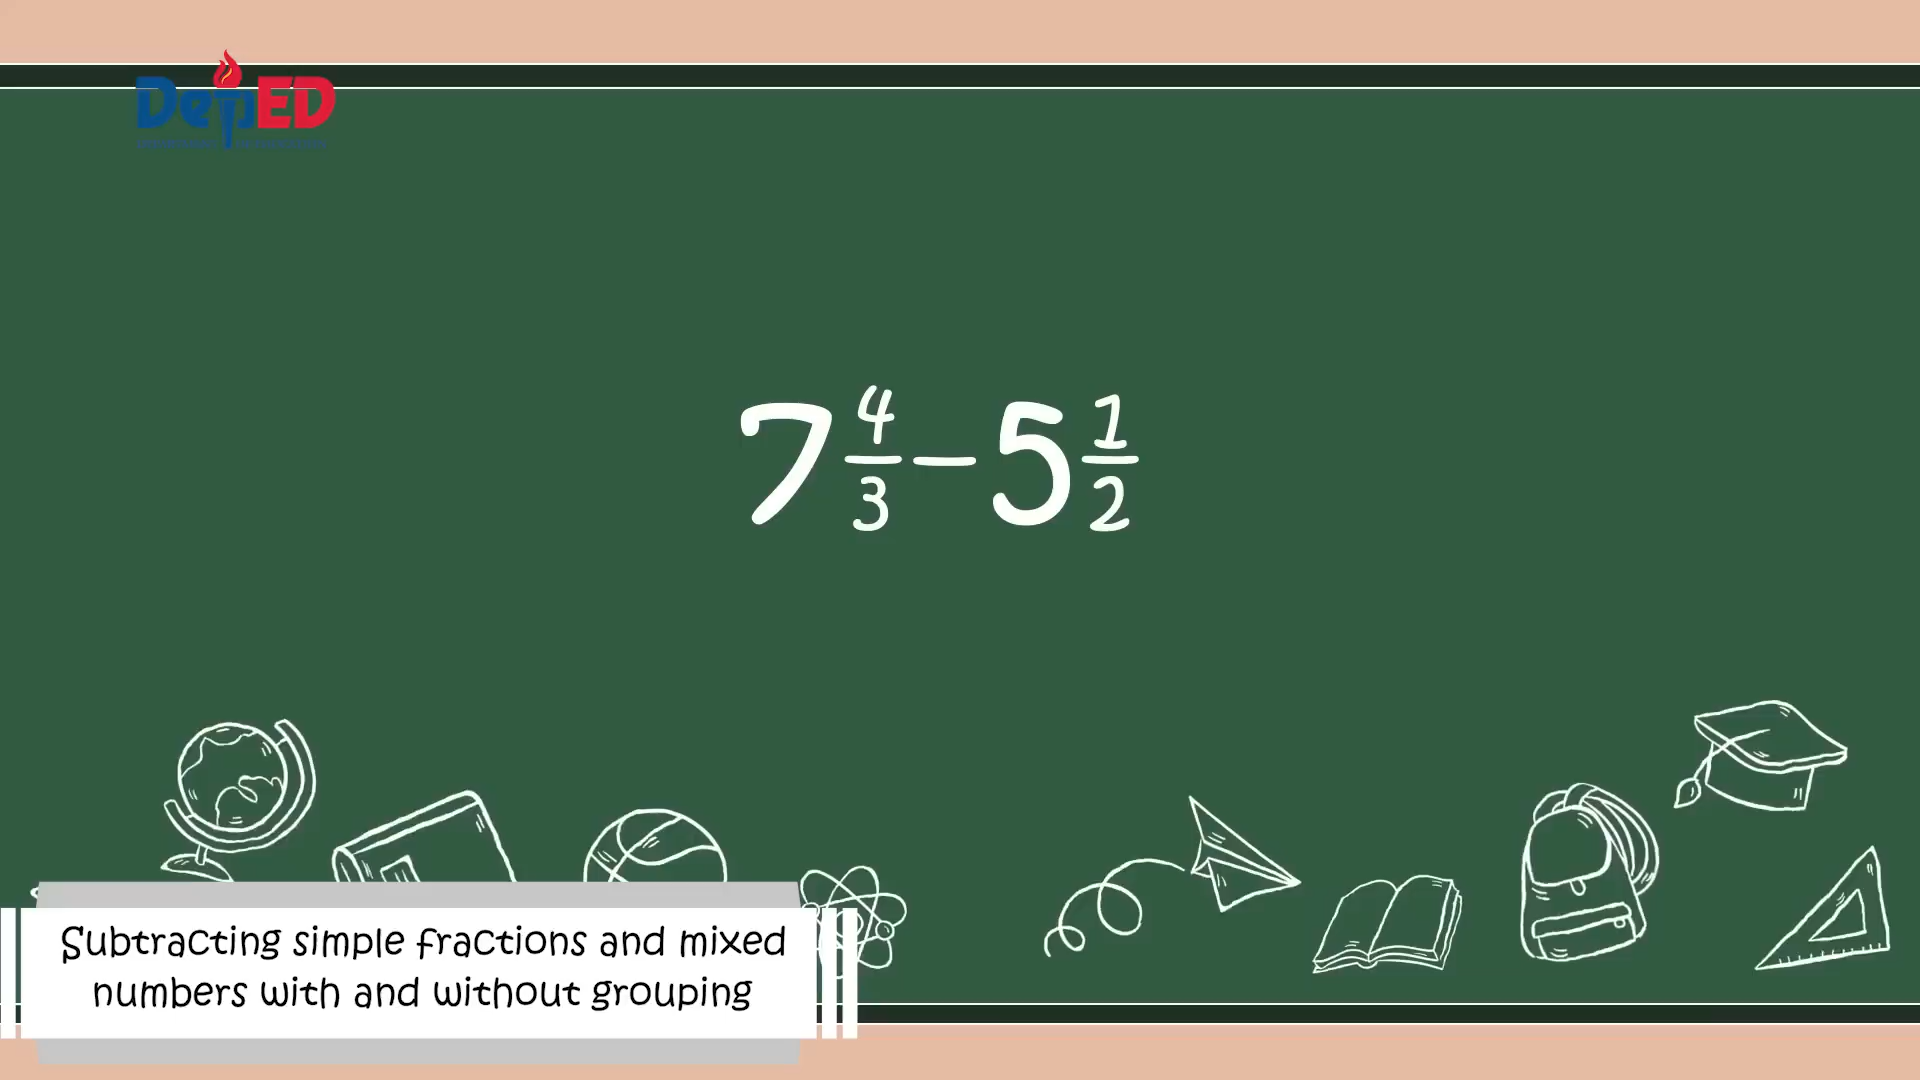 DepED
7 4/3 – 5 1/2
Subtracting simple fractions and mixed
numbers with and without grouping